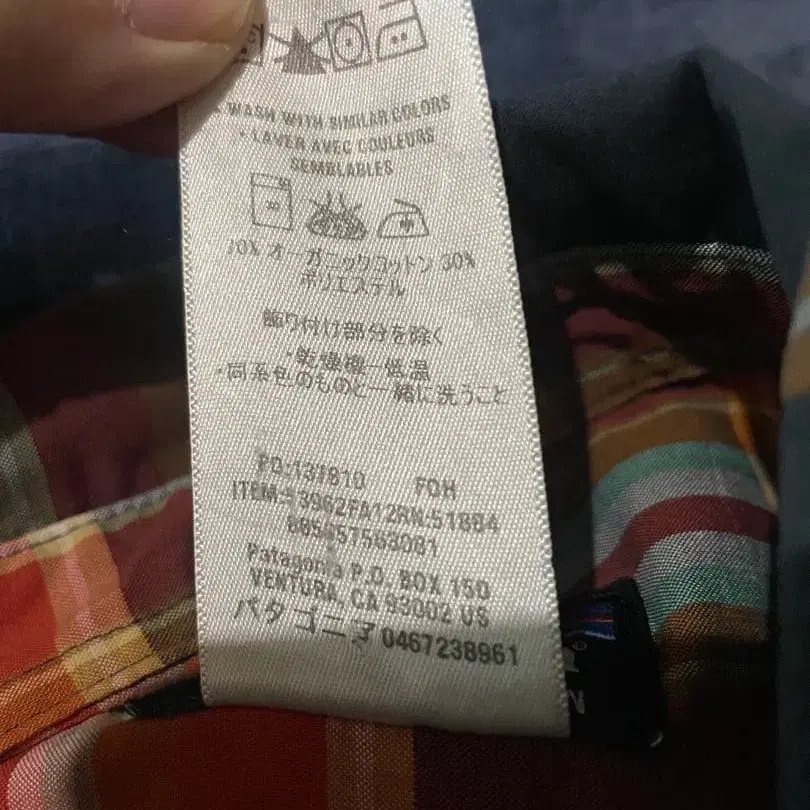 • WASH WITH SIMILAR COLORS
• LAVER AVEC COULEURS
SEMBLABLES
70% オーガニックコットン 30%
ポリエステル
飾り付け部分を除く
・乾燥機ー低温
・同系色のものと一緒に洗うこと
PO:137810 FOH
ITEM-53962FA12RN:51884
Patagonia P.O. BOX 150
VENTURA, CA 93002 US
パタゴニア 0467238961
N